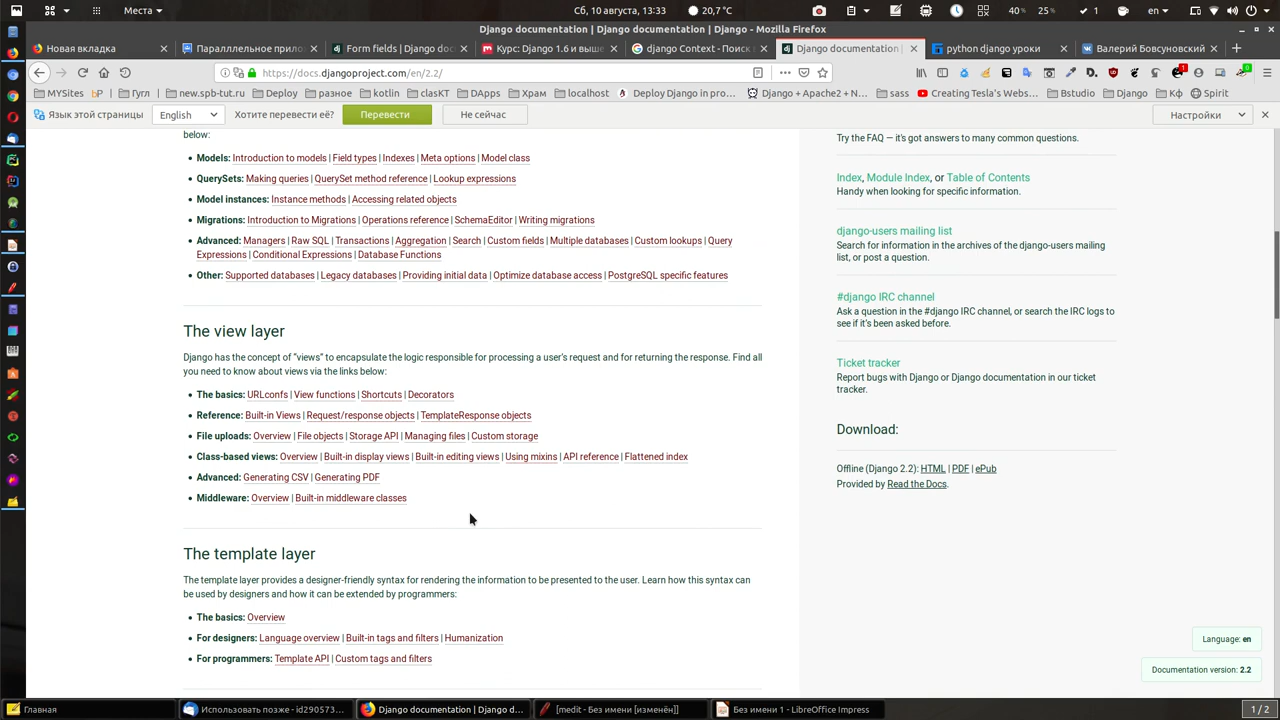 Места
Сб, 10 августа, 13:33
20,7 °C
40%
25%
1
en
Django documentation | Django documentation | Django - Mozilla Firefox
Новая вкладка
Паралллельное прило
Form fields | Django doc
Курс: Django 1.6 и выше
django Context - Поиск
Django documentation |
python django уроки
Валерий Бовсуновский
https://docs.djangoproject.com/en/2.2/
MYSites
Гугл
new.spb-tut.ru
Deploy
разное
kotlin
claskT
DApps
Храм
localhost
Deploy Django in pro…
Django + Apache2 + N…
sass
Creating Tesla's Webs…
Bstudio
Django
Кф
Spirit
Язык этой страницы
English
Хотите перевести её?
Перевести
Не сейчас
Настройки
below:
• Models: Introduction to models | Field types | Indexes | Meta options | Model class
• QuerySets: Making queries | QuerySet method reference | Lookup expressions
• Model instances: Instance methods | Accessing related objects
• Migrations: Introduction to Migrations | Operations reference | SchemaEditor | Writing migrations
• Advanced: Managers | Raw SQL | Transactions | Aggregation | Search | Custom fields | Multiple databases | Custom lookups | Query
Expressions | Conditional Expressions | Database Functions
• Other: Supported databases | Legacy databases | Providing initial data | Optimize database access | PostgreSQL specific features
The view layer
Django has the concept of “views” to encapsulate the logic responsible for processing a user’s request and for returning the response. Find all
you need to know about views via the links below:
• The basics: URLconfs | View functions | Shortcuts | Decorators
• Reference: Built-in Views | Request/response objects | TemplateResponse objects
• File uploads: Overview | File objects | Storage API | Managing files | Custom storage
• Class-based views: Overview | Built-in display views | Built-in editing views | Using mixins | API reference | Flattened index
• Advanced: Generating CSV | Generating PDF
• Middleware: Overview | Built-in middleware classes
The template layer
The template layer provides a designer-friendly syntax for rendering the information to be presented to the user. Learn how this syntax can
be used by designers and how it can be extended by programmers:
• The basics: Overview
• For designers: Language overview | Built-in tags and filters | Humanization
• For programmers: Template API | Custom tags and filters
Try the FAQ — it's got answers to many common questions.
Index, Module Index, or Table of Contents
Handy when looking for specific information.
django-users mailing list
Search for information in the archives of the django-users mailing
list, or post a question.
#django IRC channel
Ask a question in the #django IRC channel, or search the IRC logs to
see if it's been asked before.
Ticket tracker
Report bugs with Django or Django documentation in our ticket
tracker.
Download:
Offline (Django 2.2): HTML | PDF | ePub
Provided by Read the Docs.
Language: en
Documentation version: 2.2
Главная
Использовать позже - id290573…
Django documentation | Django d…
[medit - Без имени [изменён]]
Без имени 1 - LibreOffice Impress
1 / 2